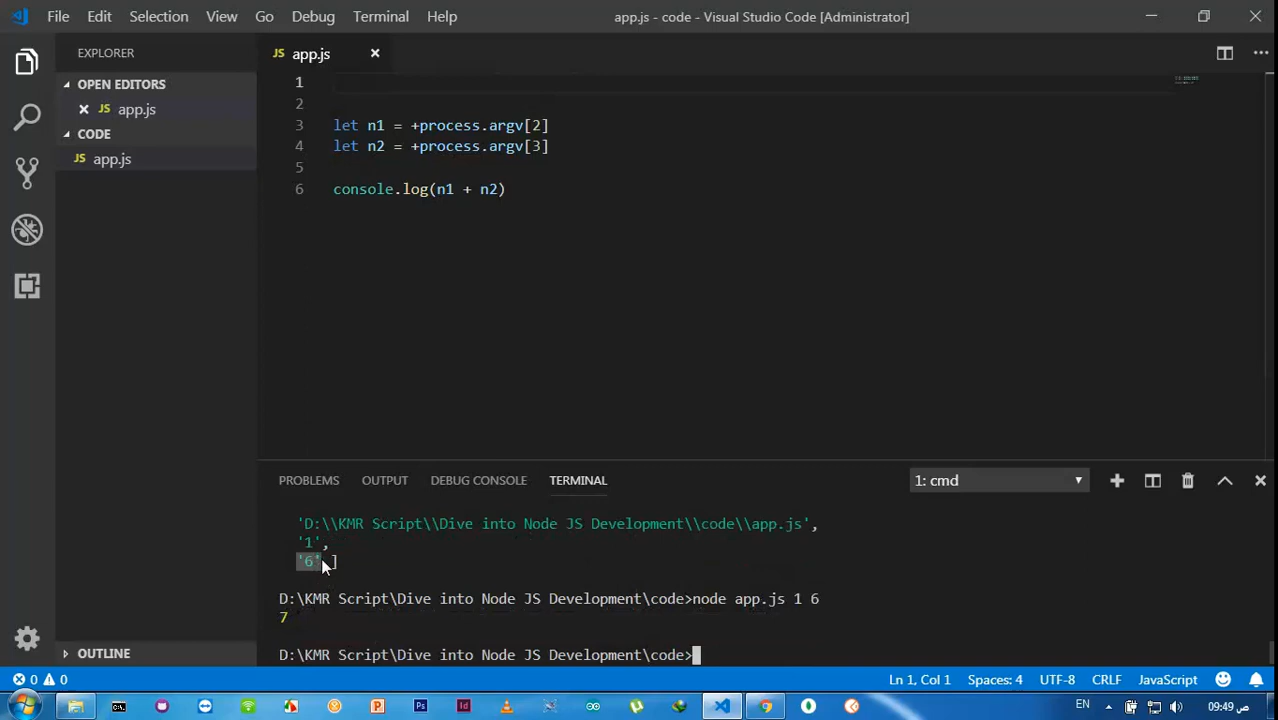 File Edit Selection View Go Debug Terminal Help
app.js - code - Visual Studio Code [Administrator]
EXPLORER
OPEN EDITORS
JS app.js
CODE
JS app.js
OUTLINE
JS app.js
1
2
3 let n1 = +process.argv[2]
4 let n2 = +process.argv[3]
5
6 console.log(n1 + n2)
PROBLEMS OUTPUT DEBUG CONSOLE TERMINAL
1: cmd
'D:\\KMR Script\\Dive into Node JS Development\\code\\app.js',
'1',
'6' ]
D:\KMR Script\Dive into Node JS Development\code>node app.js 1 6
7
D:\KMR Script\Dive into Node JS Development\code>
0 0
Ln 1, Col 1 Spaces: 4 UTF-8 CRLF JavaScript
EN
09:49 ص